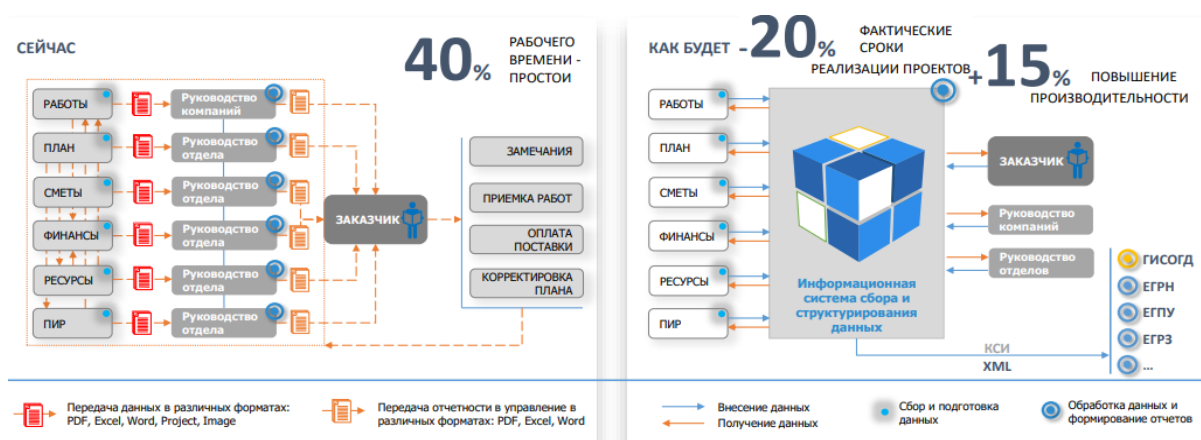 СЕЙЧАС
40%
РАБОЧЕГО
ВРЕМЕНИ -
ПРОСТОИ
РАБОТЫ
Руководство
компаний
ПЛАН
Руководство
отдела
СМЕТЫ
Руководство
отдела
ФИНАНСЫ
Руководство
отдела
РЕСУРСЫ
Руководство
отдела
ПИР
Руководство
отдела
ЗАКАЗЧИК
ЗАМЕЧАНИЯ
ПРИЕМКА РАБОТ
ОПЛАТА
ПОСТАВКИ
КОРРЕКТИРОВКА
ПЛАНА
Передача данных в различных форматах:
PDF, Excel, Word, Project, Image
Передача отчетности в управление в
различных форматах: PDF, Excel, Word
КАК БУДЕТ
-20%
ФАКТИЧЕСКИЕ
СРОКИ
РЕАЛИЗАЦИИ ПРОЕКТОВ
+15%
ПОВЫШЕНИЕ
ПРОИЗВОДИТЕЛЬНОСТИ
РАБОТЫ
ПЛАН
СМЕТЫ
ФИНАНСЫ
РЕСУРСЫ
ПИР
Информационная
система сбора и
структурирования
данных
ЗАКАЗЧИК
Руководство
компаний
Руководство
отделов
ГИСОГД
ЕГРН
ЕГПУ
ЕГРЗ
...
КСИ
XML
Внесение данных
Получение данных
Сбор и подготовка
данных
Обработка данных и
формирование отчетов